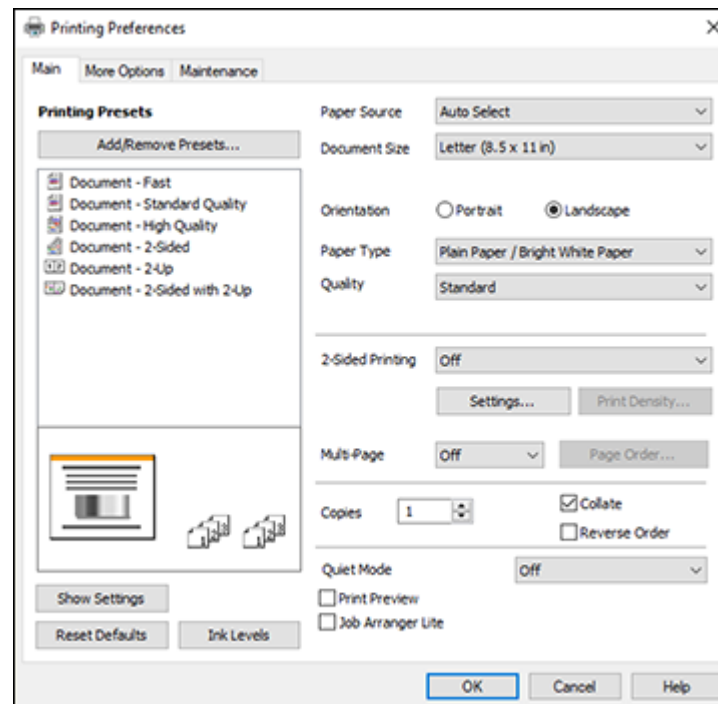 Printing Preferences
Main
More Options
Maintenance
Printing Presets
Add/Remove Presets...
Document - Fast
Document - Standard Quality
Document - High Quality
Document - 2-Sided
Document - 2-Up
Document - 2-Sided with 2-Up
Show Settings
Reset Defaults
Ink Levels
Paper Source
Auto Select
Document Size
Letter (8.5 x 11 in)
Orientation
Portrait
Landscape
Paper Type
Plain Paper / Bright White Paper
Quality
Standard
2-Sided Printing
Off
Settings...
Print Density...
Multi-Page
Off
Page Order...
Copies
1
Collate
Reverse Order
Quiet Mode
Off
Print Preview
Job Arranger Lite
OK
Cancel
Help